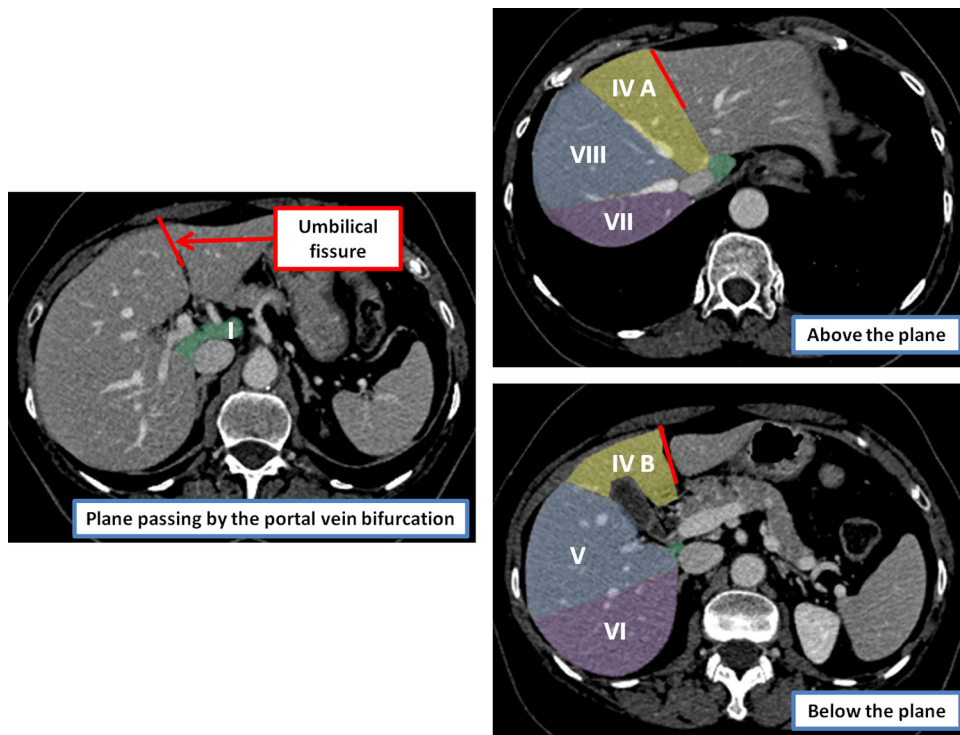 Umbilical
fissure
I
Plane passing by the portal vein bifurcation
IV A
VIII
VII
Above the plane
IV B
V
VI
Below the plane